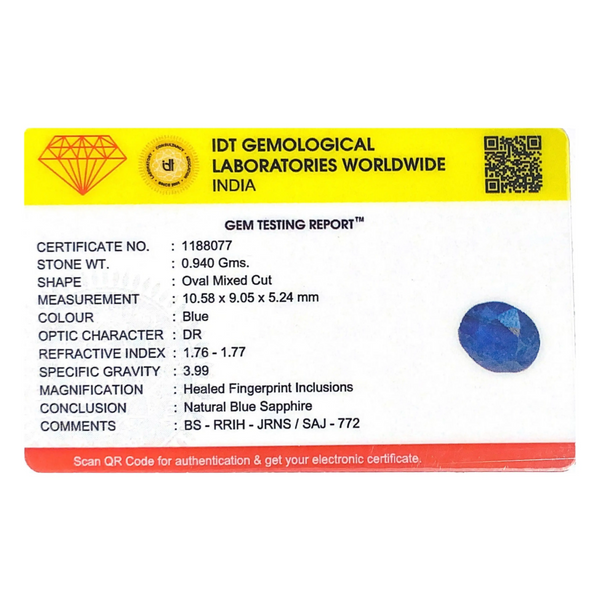 IDT GEMOLOGICAL
LABORATORIES WORLDWIDE
INDIA
GEM TESTING REPORT™
CERTIFICATE NO. : 1188077
STONE WT. : 0.940 Gms.
SHAPE : Oval Mixed Cut
MEASUREMENT : 10.58 x 9.05 x 5.24 mm
COLOUR : Blue
OPTIC CHARACTER : DR
REFRACTIVE INDEX : 1.76 - 1.77
SPECIFIC GRAVITY : 3.99
MAGNIFICATION : Healed Fingerprint Inclusions
CONCLUSION : Natural Blue Sapphire
COMMENTS : BS - RRIH - JRNS / SAJ - 772
Scan QR Code for authentication & get your electronic certificate.